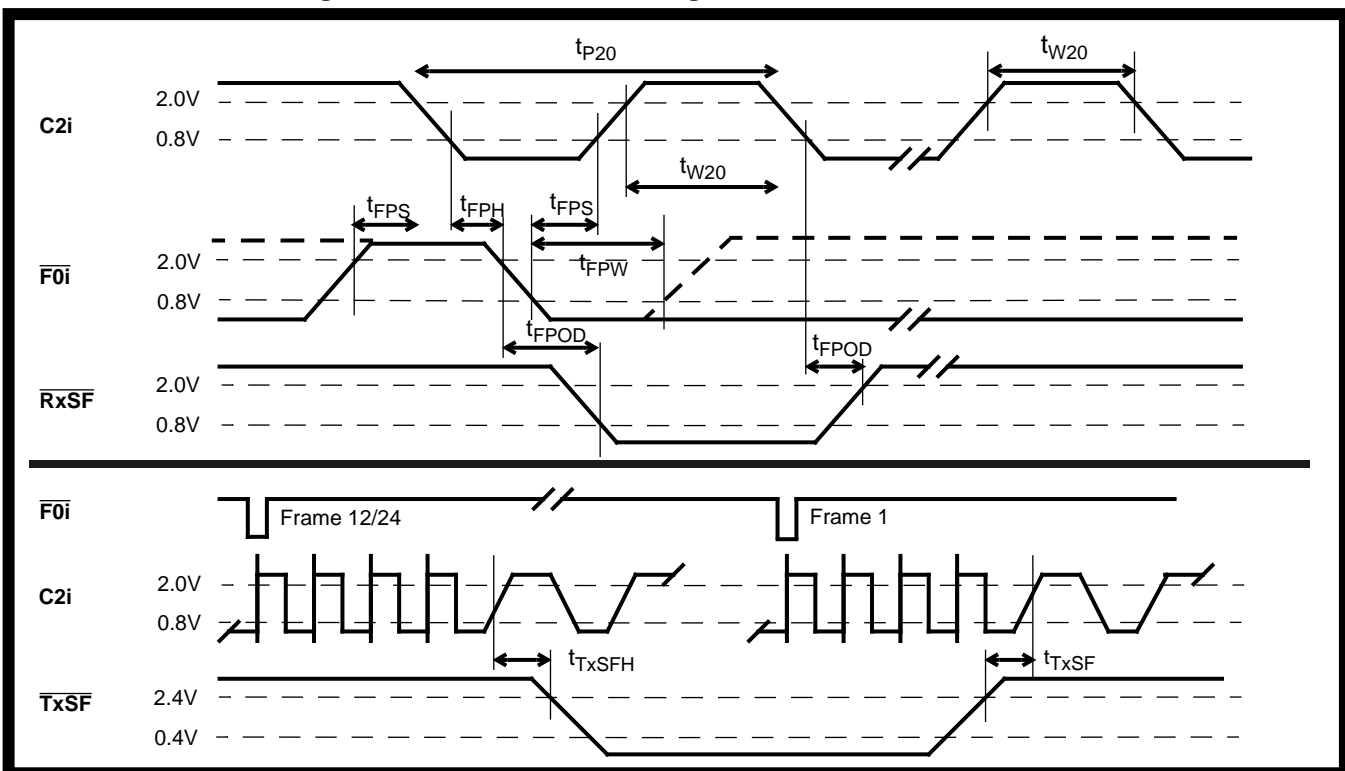 tP20
tW20
2.0V
C2i
0.8V
tW20
tFPS
tFPH
tFPS
2.0V
F0i
tFPW
0.8V
tFPOD
tFPOD
2.0V
RxSF
0.8V
F0i
Frame 12/24
Frame 1
2.0V
C2i
0.8V
tTxSFH
tTxSF
2.4V
TxSF
0.4V